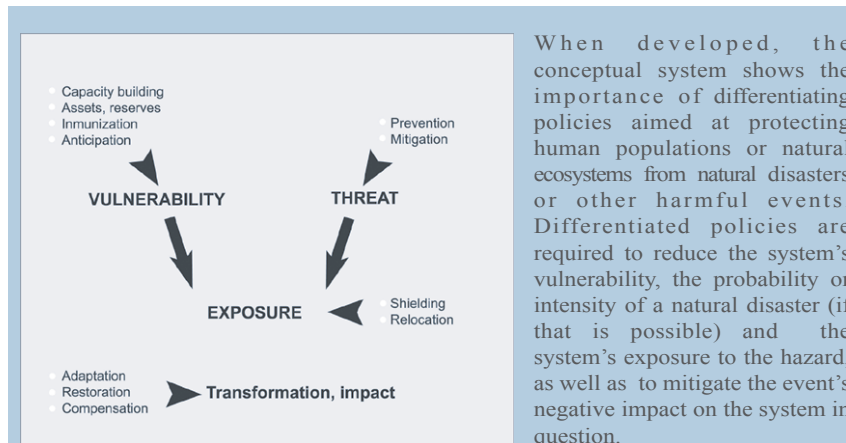 Capacity building
Assets, reserves
Inmunization
Anticipation
Prevention
Mitigation
VULNERABILITY
THREAT
EXPOSURE
Shielding
Relocation
Adaptation
Restoration
Compensation
Transformation, impact
When developed, the
conceptual system shows the
importance of differentiating
policies aimed at protecting
human populations or natural
ecosystems from natural disasters
or other harmful events
Differentiated policies are
required to reduce the system's
vulnerability, the probability or
intensity of a natural disaster (if
that is possible) and the
system's exposure to the hazard,
as well as to mitigate the event's
negative impact on the system in
question.